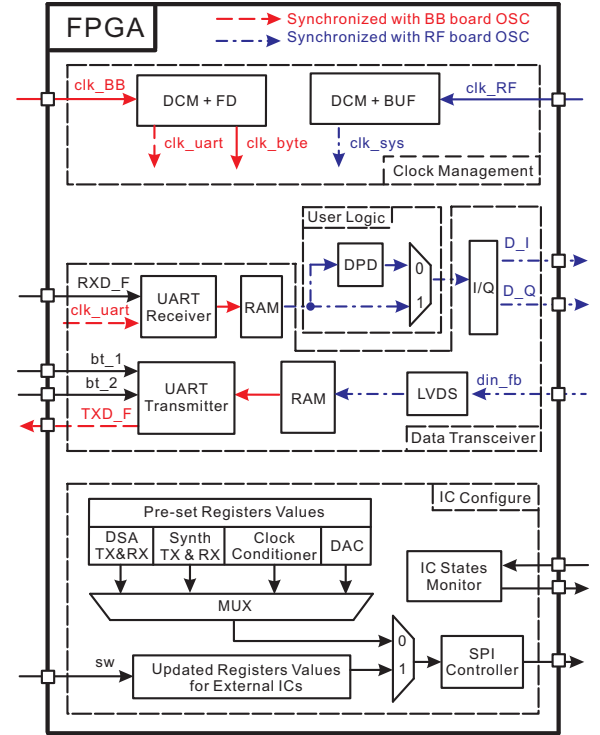 FPGA
Synchronized with BB board OSC
Synchronized with RF board OSC
clk_BB
DCM + FD
DCM + BUF
clk_RF
clk_uart
clk_byte
clk_sys
Clock Management
User Logic
RXD_F
clk_uart
UART
Receiver
RAM
DPD
0
1
I/Q
D_I
D_Q
bt_1
bt_2
TXD_F
UART
Transmitter
RAM
LVDS
din_fb
Data Transceiver
IC Configure
Pre-set Registers Values
DSA
TX&RX
Synth
TX & RX
Clock
Conditioner
DAC
MUX
IC States
Monitor
0
1
SPI
Controller
sw
Updated Registers Values
for External ICs